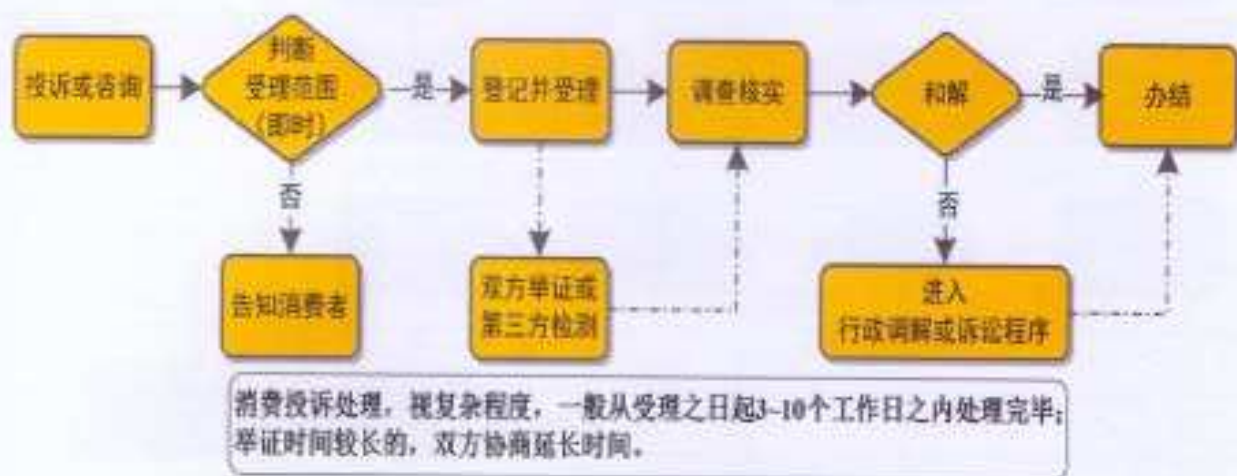 投诉或咨询
判断
受理范围
(即时)
是
登记并受理
调查核实
和解
是
办结
否
否
告知消费者
双方举证或
第三方检测
进入
行政调解或诉讼程序
消费投诉处理，视复杂程度，一般从受理之日起3~10个工作日之内处理完毕；
举证时间较长的，双方协商延长时间。